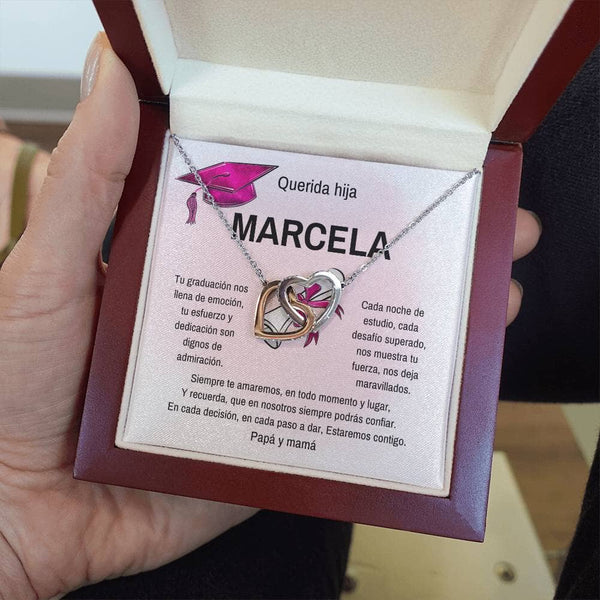 Querida hija
MARCELA
Tu graduación nos
llena de emoción,
tu esfuerzo y
dedicación son
dignos de
admiración.
Cada noche de
estudio, cada
desafío superado,
nos muestra tu
fuerza, nos deja
maravillados.
Siempre te amaremos, en todo momento y lugar,
Y recuerda, que en nosotros siempre podrás confiar.
En cada decisión, en cada paso a dar, Estaremos contigo.
Papá y mamá